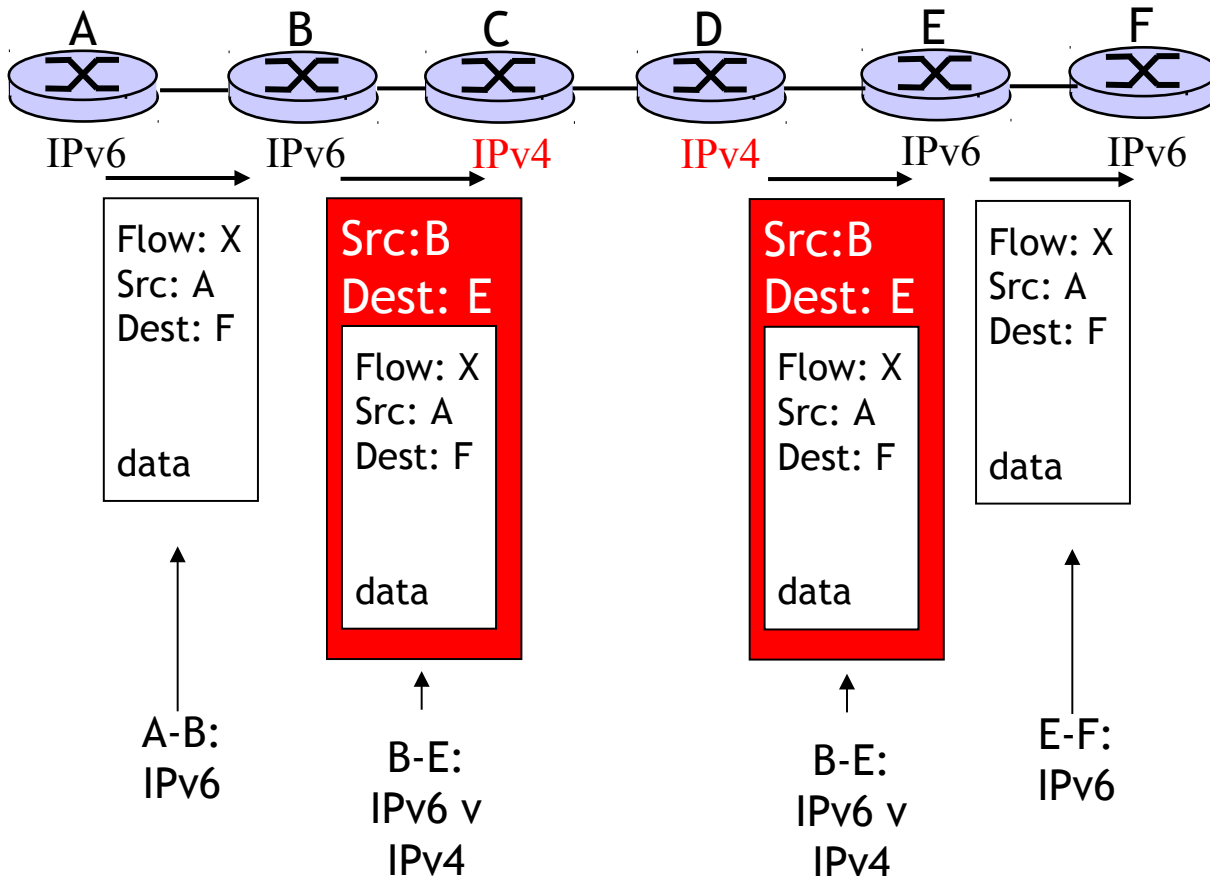 A
B
C
D
E
F
IPv6
IPv6
IPv4
IPv4
IPv6
IPv6
Flow: X
Src: A
Dest: F
data
Src:B
Dest: E
Flow: X
Src: A
Dest: F
data
Src:B
Dest: E
Flow: X
Src: A
Dest: F
data
Flow: X
Src: A
Dest: F
data
A-B:
IPv6
B-E:
IPv6 v
IPv4
B-E:
IPv6 v
IPv4
E-F:
IPv6